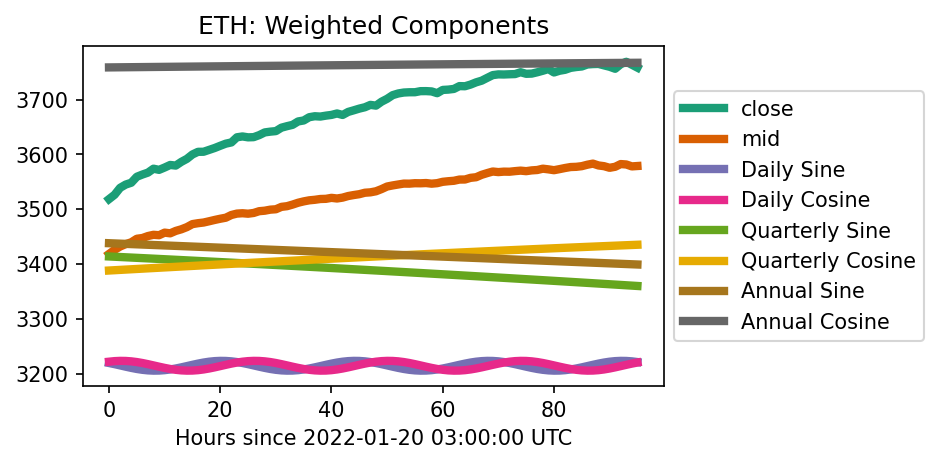 ETH: Weighted Components
3700
3600
3500
3400
3300
3200
0
20
40
60
80
Hours since 2022-01-20 03:00:00 UTC
close
mid
Daily Sine
Daily Cosine
Quarterly Sine
Quarterly Cosine
Annual Sine
Annual Cosine